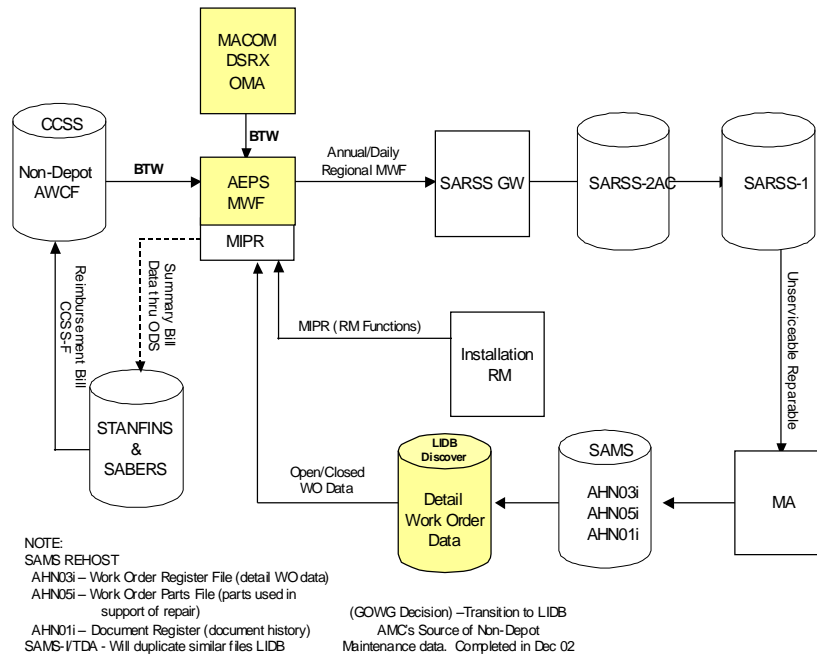 MACOM
DSRX
OMA
CCSS
Non-Depot
AWCF
BTW
BTW
AEPS
MWF
MIPR
Annual/Daily
Regional MWF
SARSS GW
SARSS-2AC
SARSS-1
Reimbursement Bill
CCSS-F
Summary Bill
Data thru ODS
MIPR ( RM Functions )
Installation
RM
Unserviceable Reparable
STANFINS
&
SABERS
Open/Closed
WO Data
LIDB
Discover
Detail
Work Order
Data
SAMS
AHN03i
AHN05i
AHN01i
MA
NOTE:
SAMS REHOST
AHN03i – Work Order Register File (detail WO data)
AHN05i – Work Order Parts File (parts used in
support of repair)
AHN01i – Document Register (document history)
SAMS-I/TDA - Will duplicate similar files LIDB
(GOWG Decision) –Transition to LIDB
AMC's Source of Non-Depot
Maintenance data. Completed in Dec 02